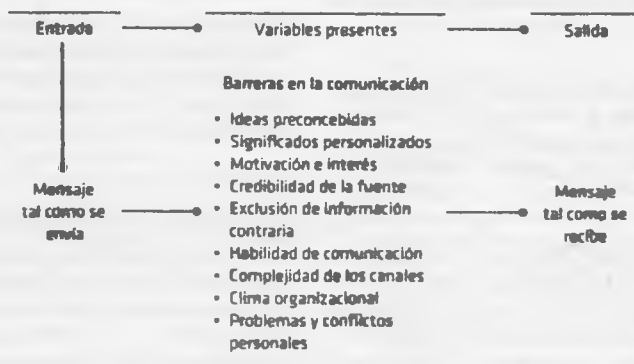 Entrada
Variables presentes
Salida
Barreras en la comunicación
• Ideas preconcebidas
• Significados personalizados
• Motivación e interés
• Credibilidad de la fuente
• Exclusión de información
contraria
• Habilidad de comunicación
• Complejidad de los canales
• Clima organizacional
• Problemas y conflictos
personales
Mensaje
tal como se
envía
Mensaje
tal como se
recibe